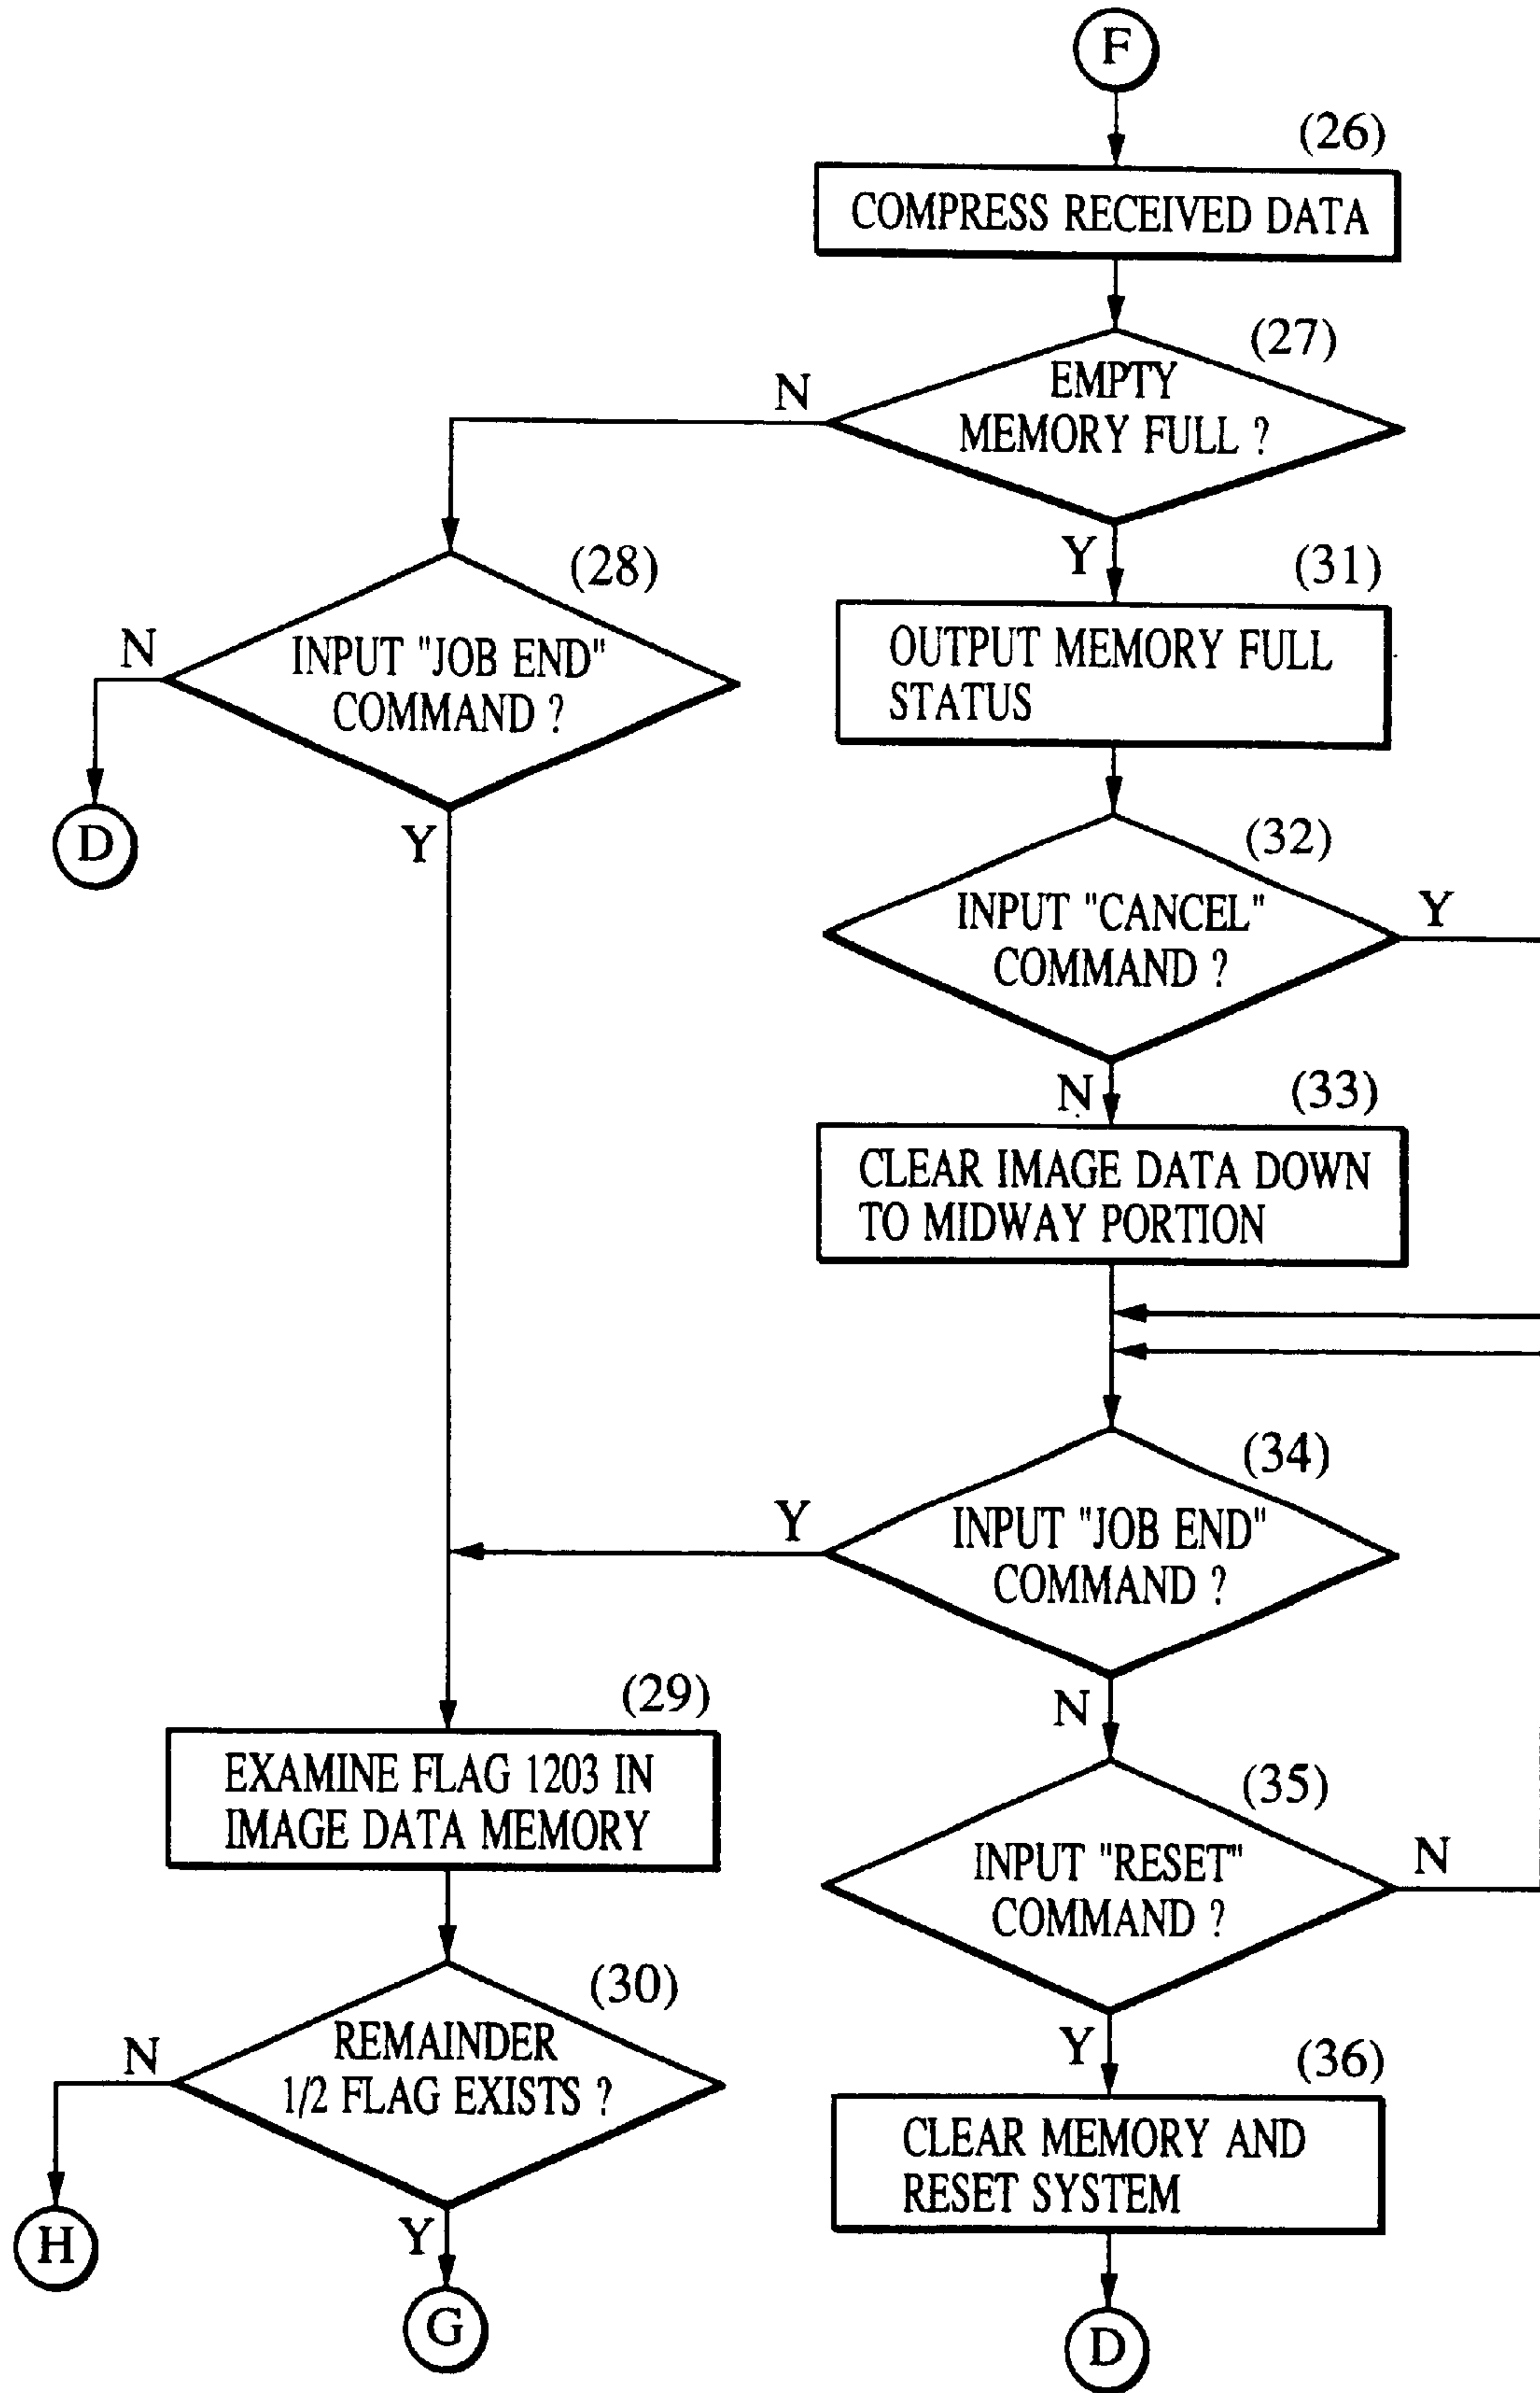 F
(26)
COMPRESS RECEIVED DATA
(27)
EMPTY
MEMORY FULL ?
N
Y
(28)
INPUT "JOB END"
COMMAND ?
N
D
Y
(31)
OUTPUT MEMORY FULL
STATUS
(32)
INPUT "CANCEL"
COMMAND ?
Y
N
(33)
CLEAR IMAGE DATA DOWN
TO MIDWAY PORTION
(34)
INPUT "JOB END"
COMMAND ?
Y
N
(29)
EXAMINE FLAG 1203 IN
IMAGE DATA MEMORY
(35)
INPUT "RESET"
COMMAND ?
N
Y
(30)
REMAINDER
1/2 FLAG EXISTS ?
N
H
Y
G
(36)
CLEAR MEMORY AND
RESET SYSTEM
D